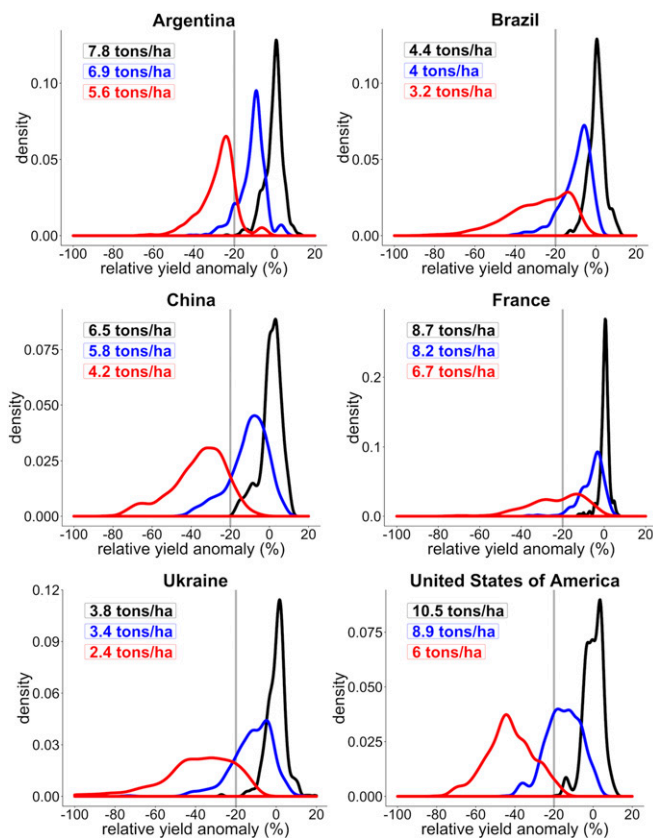 Argentina
7.8 tons/ha
6.9 tons/ha
5.6 tons/ha
density
0.10
0.05
0.00
-100 -80 -60 -40 -20 0 20
relative yield anomaly (%)
Brazil
4.4 tons/ha
4 tons/ha
3.2 tons/ha
density
0.10
0.05
0.00
-100 -80 -60 -40 -20 0 20
relative yield anomaly (%)
China
6.5 tons/ha
5.8 tons/ha
4.2 tons/ha
density
0.075
0.050
0.025
0.000
-100 -80 -60 -40 -20 0 20
relative yield anomaly (%)
France
8.7 tons/ha
8.2 tons/ha
6.7 tons/ha
density
0.2
0.1
0.0
-100 -80 -60 -40 -20 0 20
relative yield anomaly (%)
Ukraine
3.8 tons/ha
3.4 tons/ha
2.4 tons/ha
density
0.12
0.09
0.06
0.03
0.00
-100 -80 -60 -40 -20 0 20
relative yield anomaly (%)
United States of America
10.5 tons/ha
8.9 tons/ha
6 tons/ha
density
0.075
0.050
0.025
0.000
-100 -80 -60 -40 -20 0 20
relative yield anomaly (%)